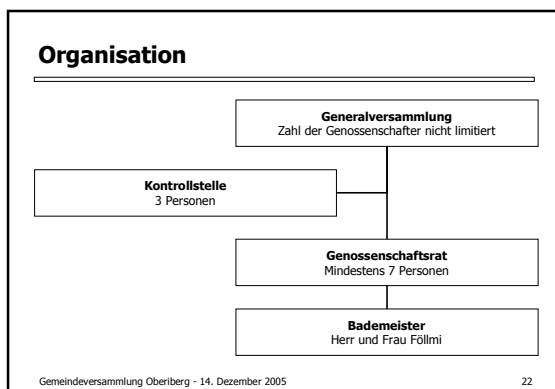 Organisation
Generalversammlung
Zahl der Genossenschafter nicht limitiert
Kontrollstelle
3 Personen
Genossenschaftsrat
Mindestens 7 Personen
Bademeister
Herr und Frau Föllmi
Gemeindeversammlung Oberiberg - 14. Dezember 2005 22